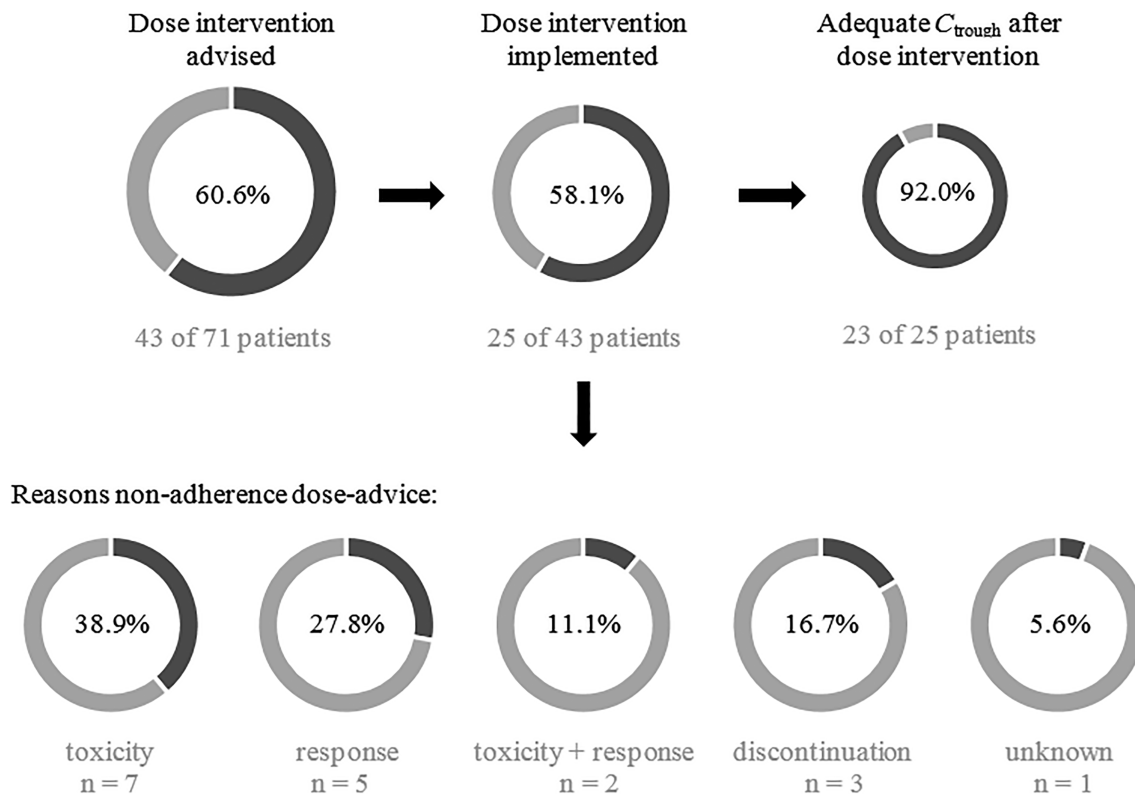 Dose intervention
advised
Dose intervention
implemented
Adequate Ctrough after
dose intervention
60.6%
58.1%
92.0%
43 of 71 patients
25 of 43 patients
23 of 25 patients
Reasons non-adherence dose-advice:
38.9%
27.8%
11.1%
16.7%
5.6%
toxicity
n = 7
response
n = 5
toxicity + response
n = 2
discontinuation
n = 3
unknown
n = 1